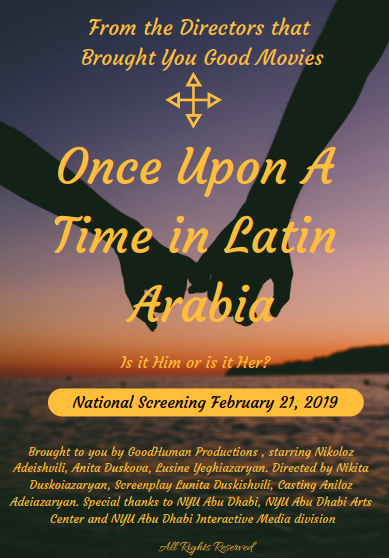 From the Directors that
Brought You Good Movies
Once Upon A
Time in Latin
Arabia
Is it Him or is it Her?
National Screening February 21, 2019
Brought to you by GoodHuman Productions , starring Nikoloz
Adeishvili, Anita Duskova, Lusine Yeghiazaryan. Directed by Nikita
Duskoiazaryan, Screenplay Lunita Duskishvili, Casting Aniloz
Adeiazaryan. Special thanks to NYU Abu Dhabi, NYU Abu Dhabi Arts
Center and NYU Abu Dhabi Interactive Media division
All Rights Reserved